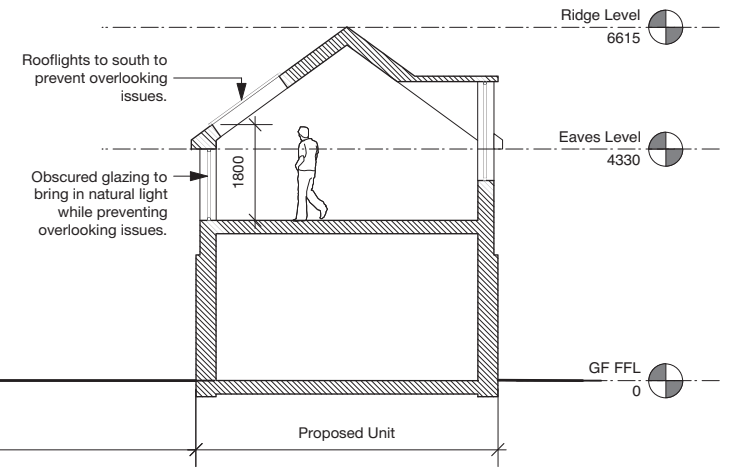 Ridge Level
6615
Rooflights to south to
prevent overlooking
issues.
Eaves Level
4330
1800
Obscured glazing to
bring in natural light
while preventing
overlooking issues.
GF FFL
0
Proposed Unit